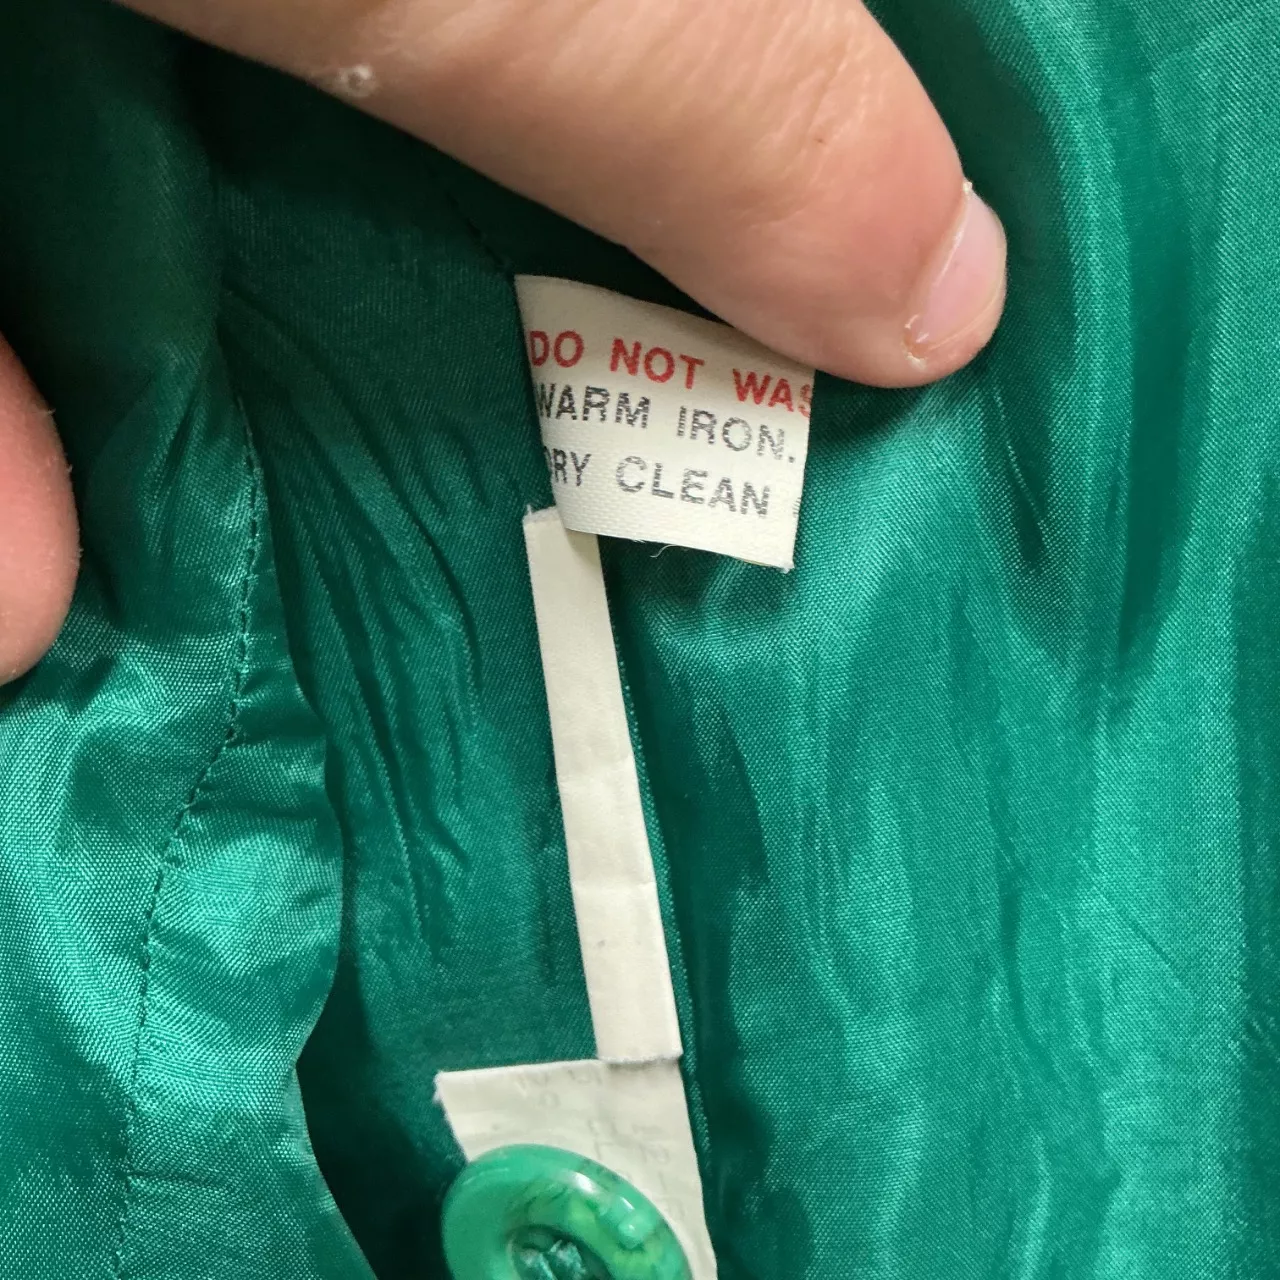 DO NOT WAS
WARM IRON.
DRY CLEAN